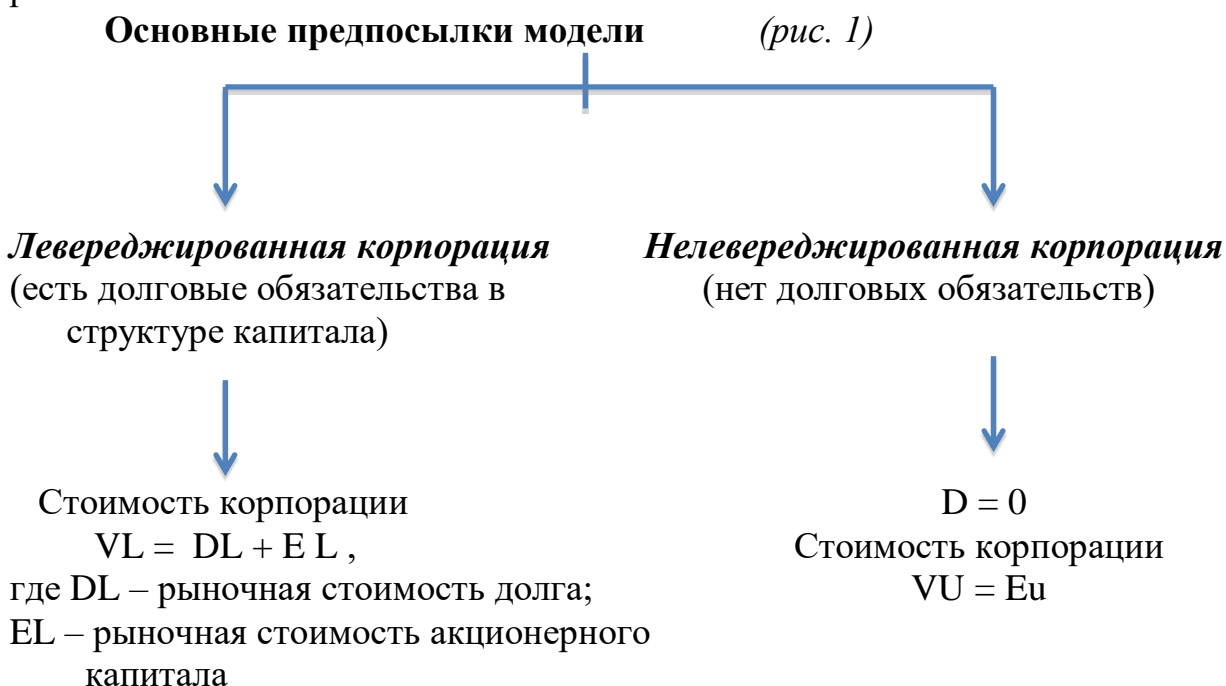 Основные предпосылки модели (рис. 1)
Левереджированная корпорация
(есть долговые обязательства в
структуре капитала)
Нелевереджированная корпорация
(нет долговых обязательств)
Стоимость корпорации
VL = DL + E L ,
где DL – рыночная стоимость долга;
EL – рыночная стоимость акционерного
капитала
D = 0
Стоимость корпорации
VU = Eu